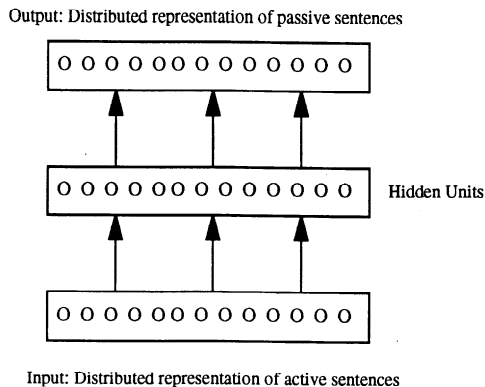 Output: Distributed representation of passive sentences
O O O O O O O O O O O O O
O O O O O O O O O O O O O
Hidden Units
O O O O O O O O O O O O O
Input: Distributed representation of active sentences